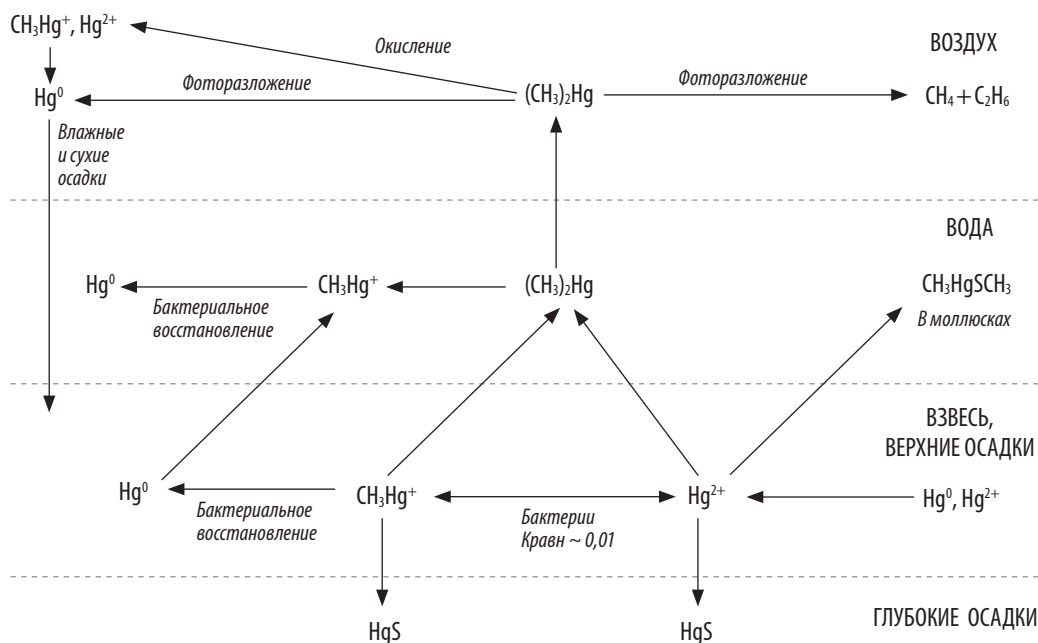 CH₃Hg⁺, Hg²⁺
Окисление
ВОЗДУХ
Фоторазложение
Фоторазложение
Hg⁰
(CH₃)₂Hg
CH₄ + C₂H₆
Влажные
и сухие
осадки
ВОДА
Hg⁰
CH₃Hg⁺
(CH₃)₂Hg
CH₃HgSCH₃
Бактериальное
восстановление
В моллюсках
ВЗВЕСЬ,
ВЕРХНИЕ ОСАДКИ
Hg⁰
CH₃Hg⁺
Hg²⁺
Hg⁰, Hg²⁺
Бактериальное
восстановление
Бактерии
Кравн ~ 0,01
ГЛУБОКИЕ ОСАДКИ
HgS
HgS